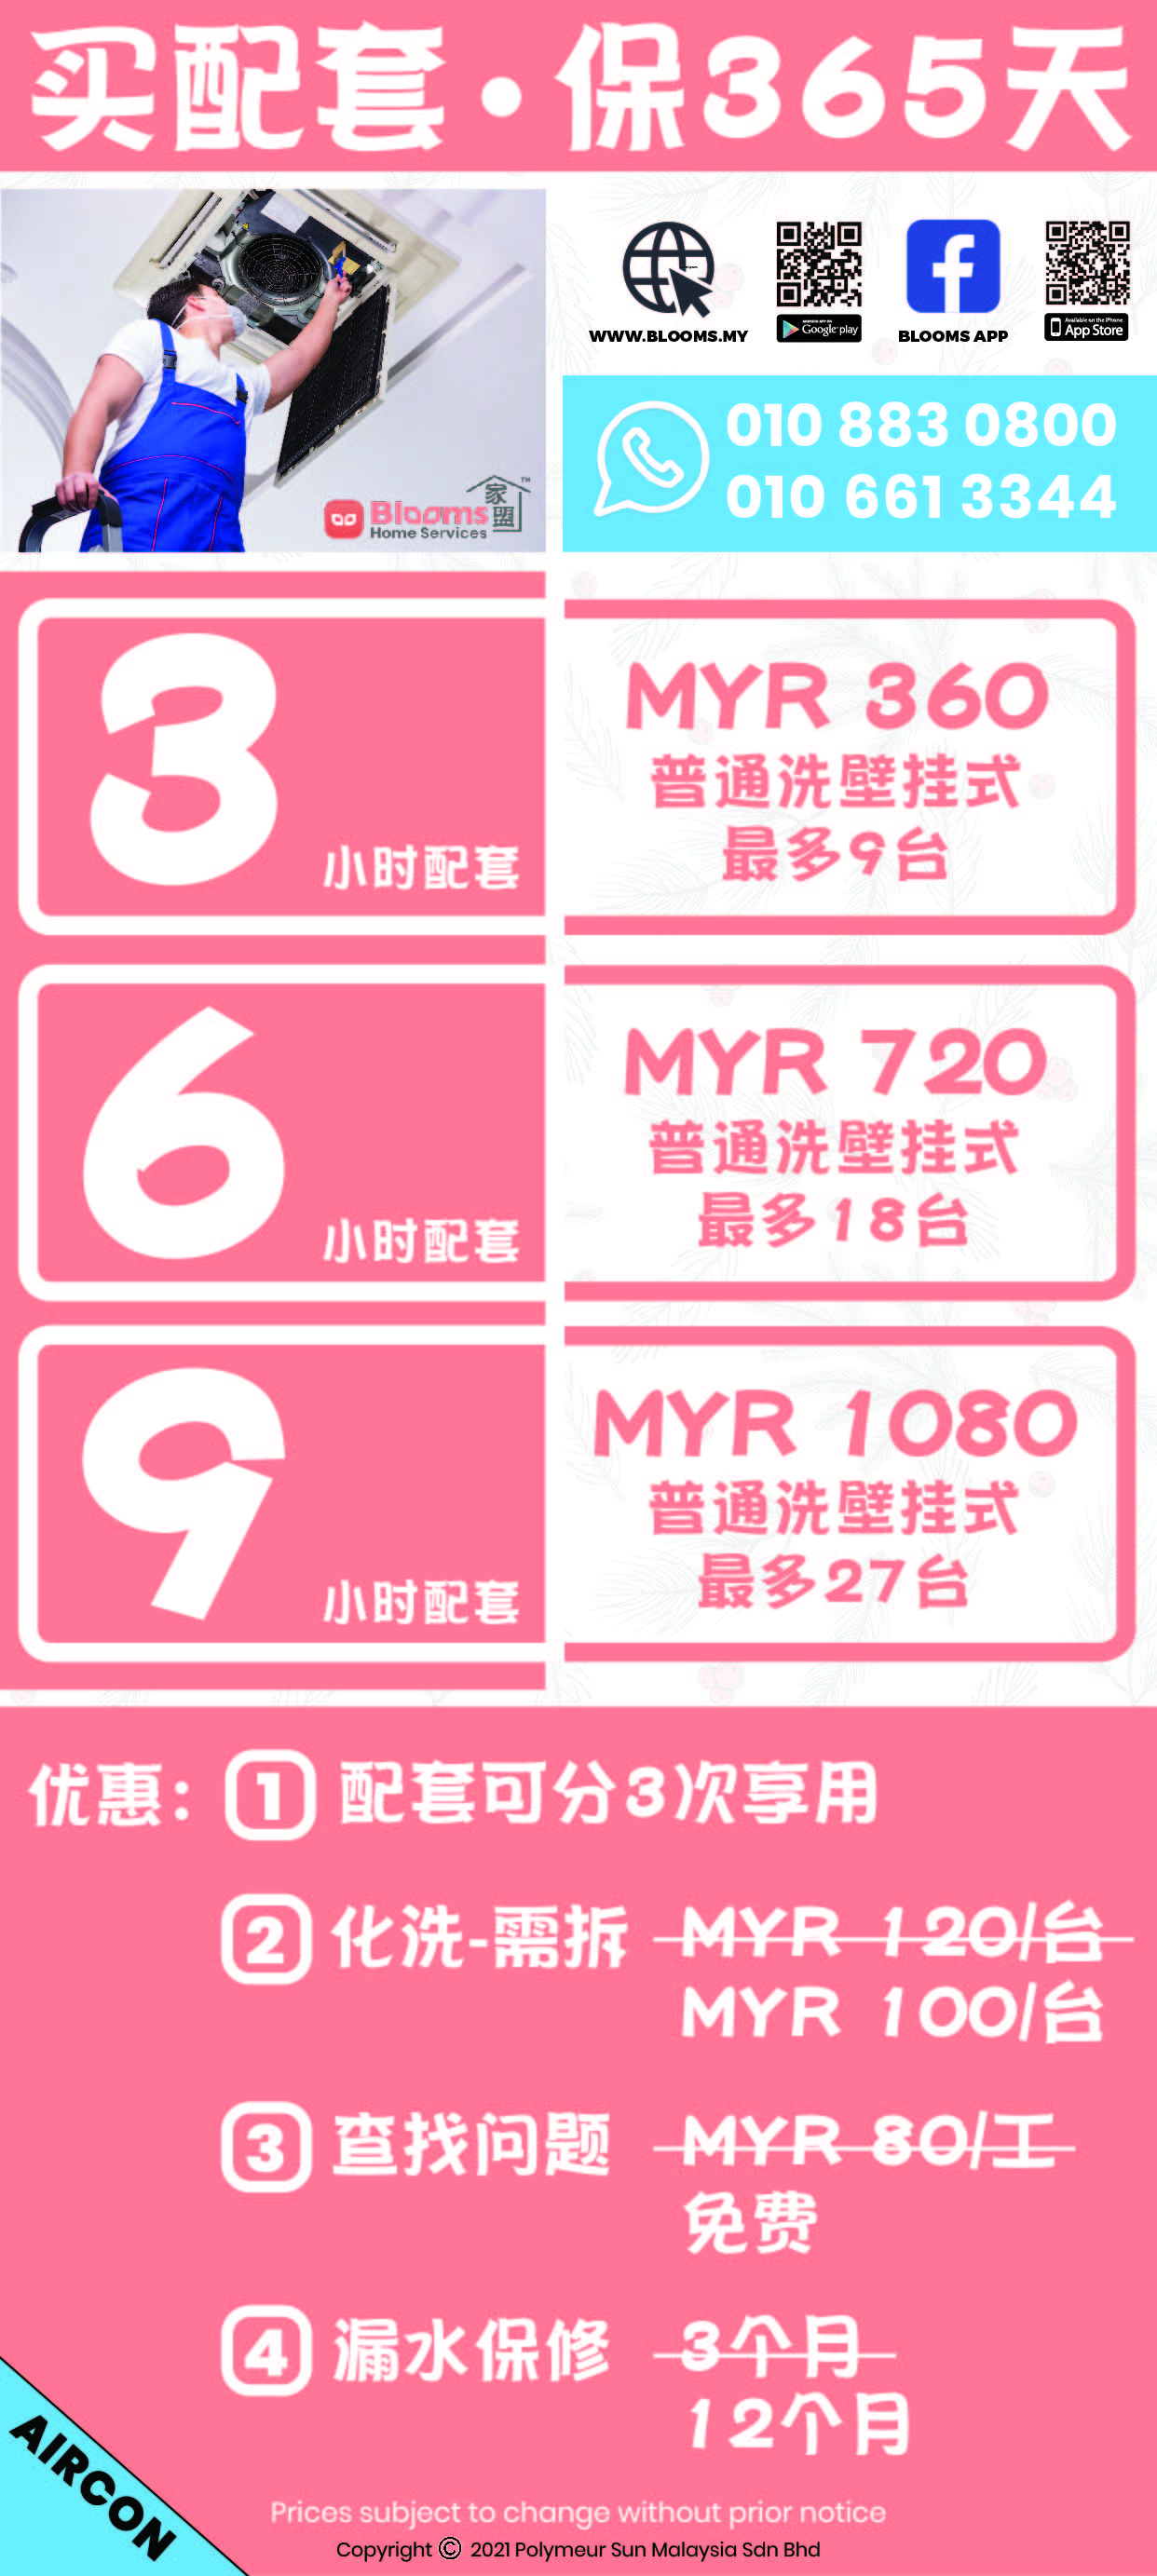 买配套·保365天
WWW.BLOOMS.MY
ANDROID APP ON
Google play
BLOOMS APP
Available on the iPhone
App Store
010 883 0800
010 661 3344
Blooms 家盟 TM
Home Services
3
小时配套
MYR 360
普通洗壁挂式
最多9台
6
小时配套
MYR 720
普通洗壁挂式
最多18台
9
小时配套
MYR 1080
普通洗壁挂式
最多27台
优惠: 1 配套可分3次享用
2 化洗-需拆 MYR 120/台
MYR 100/台
3 查找问题 MYR 80/工
免费
4 漏水保修 3个月
12个月
AIRCON
Prices subject to change without prior notice
Copyright © 2021 Polymeur Sun Malaysia Sdn Bhd